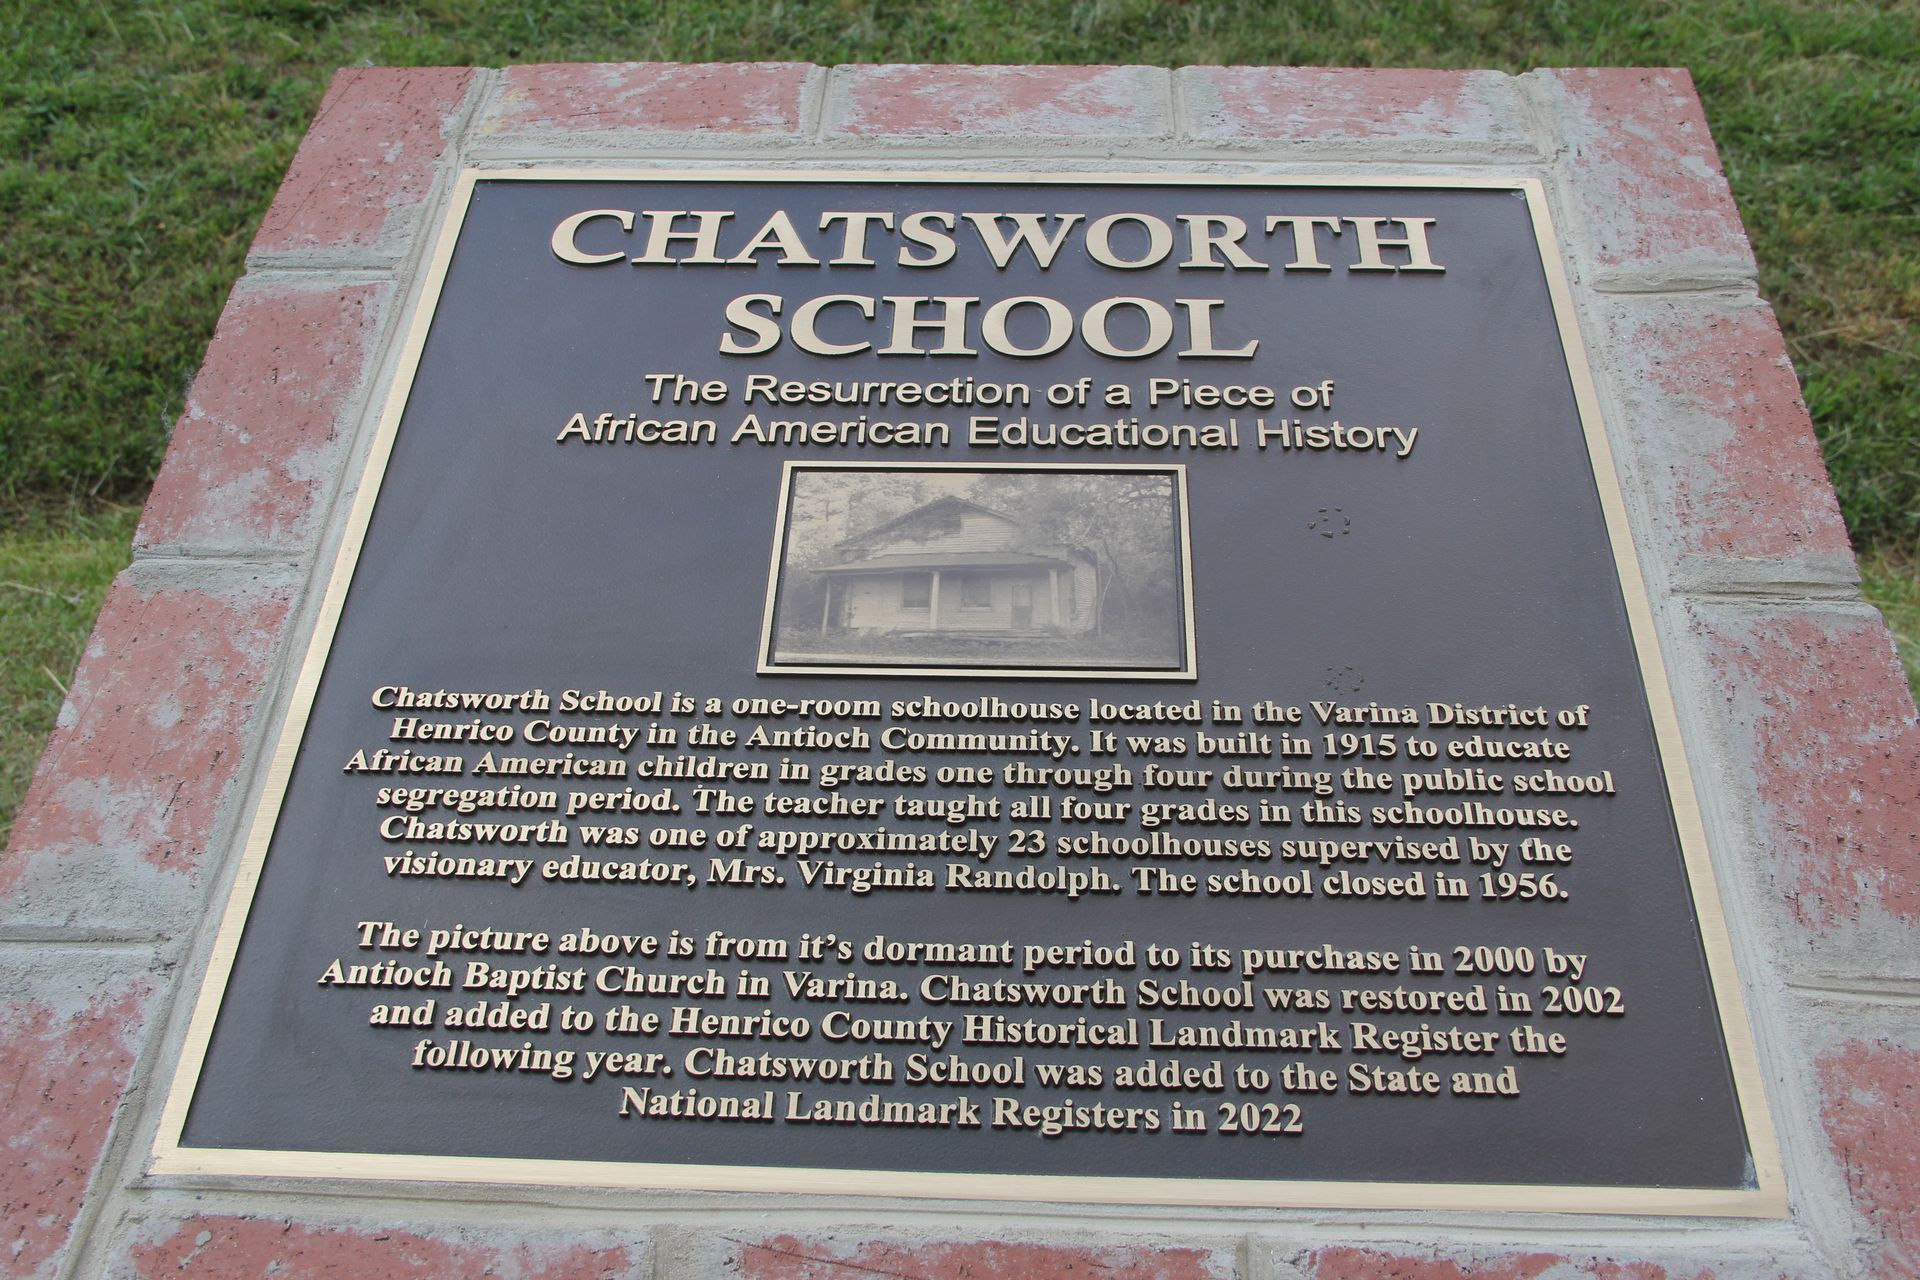 CHATSWORTH
SCHOOL
The Resurrection of a Piece of
African American Educational History
Chatsworth School is a one-room schoolhouse located in the Varina District of
Henrico County in the Antioch Community. It was built in 1915 to educate
African American children in grades one through four during the public school
segregation period. The teacher taught all four grades in this schoolhouse.
Chatsworth was one of approximately 23 schoolhouses supervised by the
visionary educator, Mrs. Virginia Randolph. The school closed in 1956.
The picture above is from it's dormant period to its purchase in 2000 by
Antioch Baptist Church in Varina. Chatsworth School was restored in 2002
and added to the Henrico County Historical Landmark Register the
following year. Chatsworth School was added to the State and
National Landmark Registers in 2022